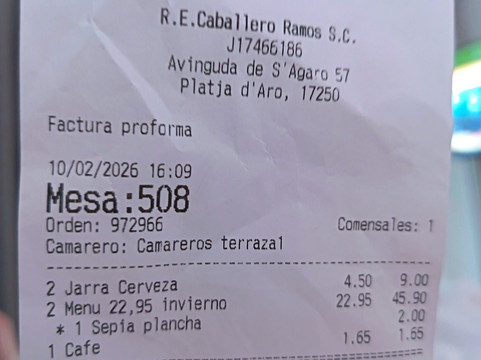 R.E.Caballero Ramos S.C.
J17466186
Avinguda de S'Agaro 57
Platja d'Aro, 17250
Factura proforma
10/02/2026 16:09
Mesa:508
Orden: 972966 Comensales: 1
Camarero: Camareros terraza1
2 Jarra Cerveza 4.50 9.00
2 Menu 22,95 invierno 22.95 45.90
* 1 Sepia plancha 2.00
1 Cafe 1.65 1.65